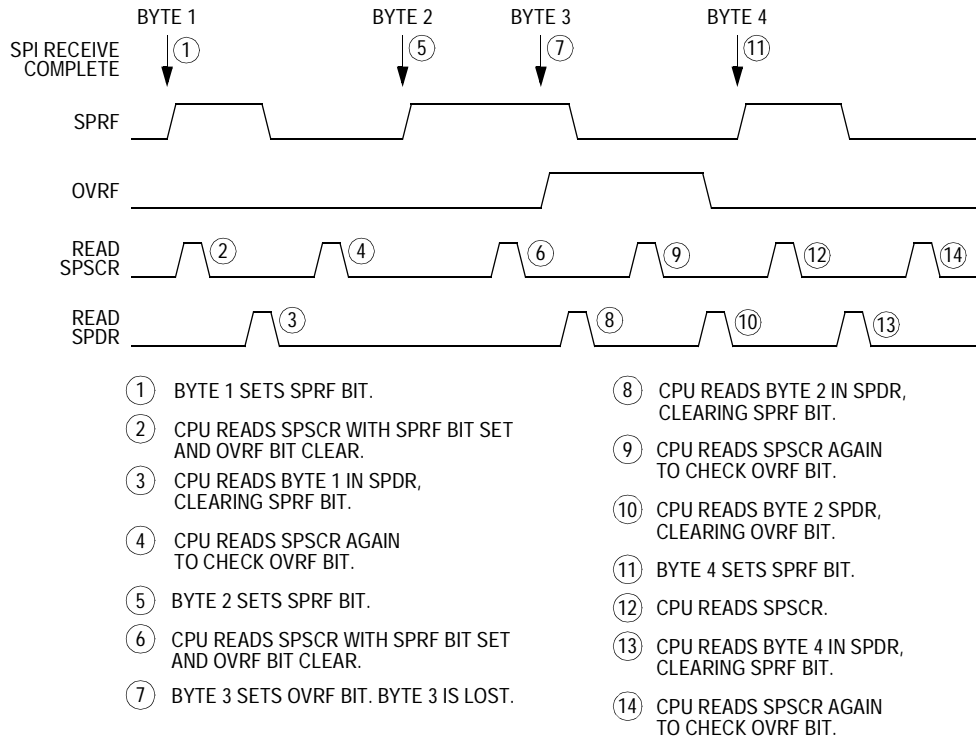 BYTE 1 BYTE 2 BYTE 3 BYTE 4
SPI RECEIVE
COMPLETE
1 5 7 11
SPRF
OVRF
READ
SPSCR
2 4 6 9 12 14
READ
SPDR
3 8 10 13
1 BYTE 1 SETS SPRF BIT.
2 CPU READS SPSCR WITH SPRF BIT SET
AND OVRF BIT CLEAR.
3 CPU READS BYTE 1 IN SPDR,
CLEARING SPRF BIT.
4 CPU READS SPSCR AGAIN
TO CHECK OVRF BIT.
5 BYTE 2 SETS SPRF BIT.
6 CPU READS SPSCR WITH SPRF BIT SET
AND OVRF BIT CLEAR.
7 BYTE 3 SETS OVRF BIT. BYTE 3 IS LOST.
8 CPU READS BYTE 2 IN SPDR,
CLEARING SPRF BIT.
9 CPU READS SPSCR AGAIN
TO CHECK OVRF BIT.
10 CPU READS BYTE 2 SPDR,
CLEARING OVRF BIT.
11 BYTE 4 SETS SPRF BIT.
12 CPU READS SPSCR.
13 CPU READS BYTE 4 IN SPDR,
CLEARING SPRF BIT.
14 CPU READS SPSCR AGAIN
TO CHECK OVRF BIT.